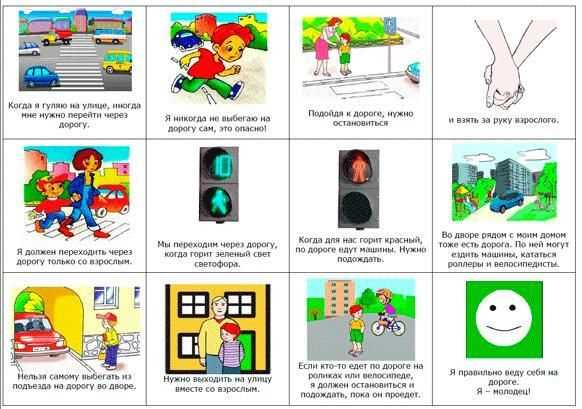 Когда я гуляю на улице, иногда
мне нужно перейти через
дорогу.
Я никогда не выбегаю на
дорогу сам, это опасно!
Подойдя к дороге, нужно
остановиться
и взять за руку взрослого.
Я должен переходить через
дорогу только со взрослым.
10
Мы переходим через дорогу,
когда горит зеленый свет
светофора.
Когда для нас горит красный,
по дороге едут машины. Нужно
подождать.
Во дворе рядом с моим домом
тоже есть дорога. По ней могут
ездить машины, кататься
роллеры и велосипедисты.
Нельзя самому выбегать из
подъезда на дорогу во дворе.
Нужно выходить на улицу
вместе со взрослым.
Если кто-то едет по дороге на
роликах или велосипеде,
я должен остановиться и
подождать, пока он проедет.
Я правильно веду себя на
дороге.
Я – молодец!